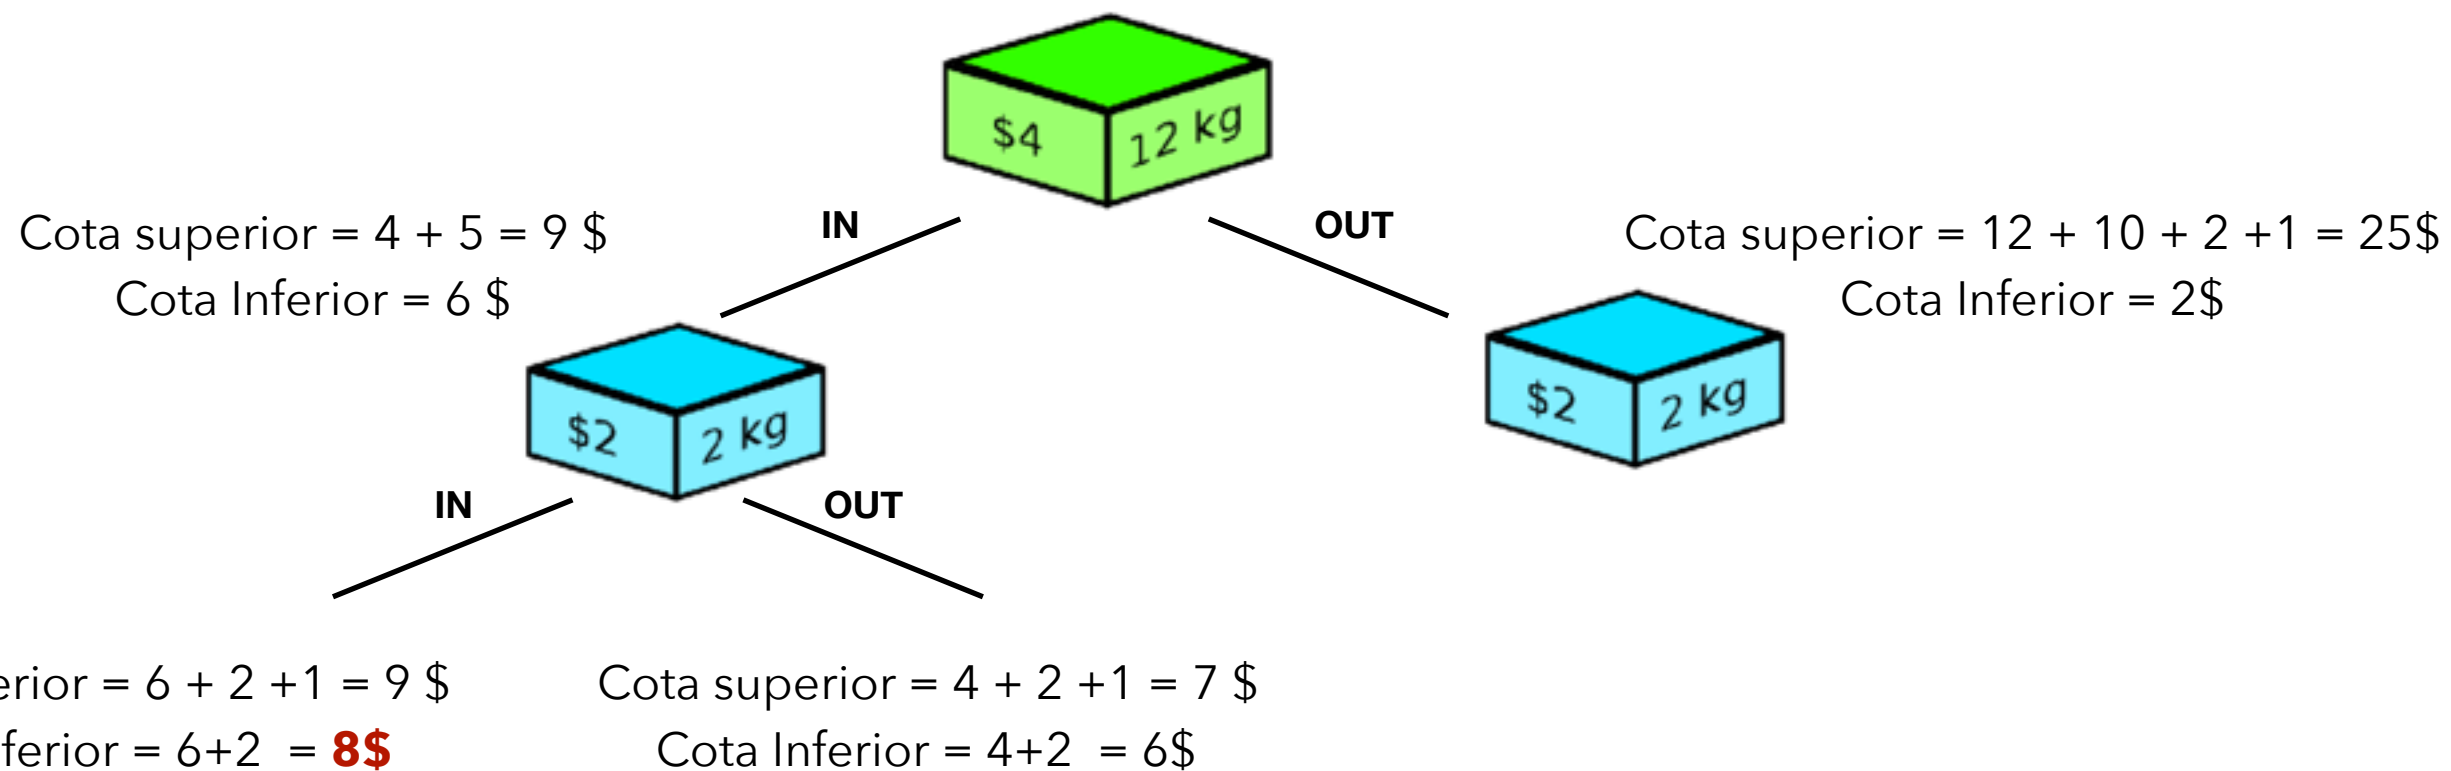 $4
12 kg
IN
OUT
Cota superior = 4 + 5 = 9 $
Cota Inferior = 6 $
Cota superior = 12 + 10 + 2 +1 = 25$
Cota Inferior = 2$
$2
2 kg
$2
2 kg
IN
OUT
erior = 6 + 2 +1 = 9 $
ferior = 6+2 = 8$
Cota superior = 4 + 2 +1 = 7 $
Cota Inferior = 4+2 = 6$